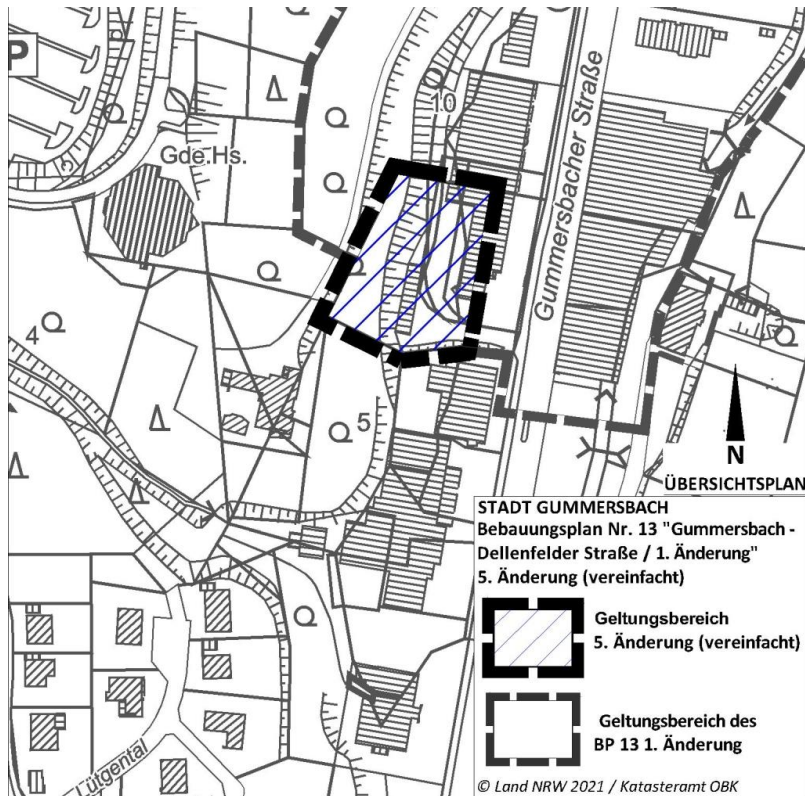 P
10
Gde.Hs.
Gummersbacher Straße
4
5
N
ÜBERSICHTSPLAN
STADT GUMMERSBACH
Bebauungsplan Nr. 13 "Gummersbach -
Dellenfelder Straße / 1. Änderung"
5. Änderung (vereinfacht)
Geltungsbereich
5. Änderung (vereinfacht)
Geltungsbereich des
BP 13 1. Änderung
Lütgental
© Land NRW 2021 / Katasteramt OBK